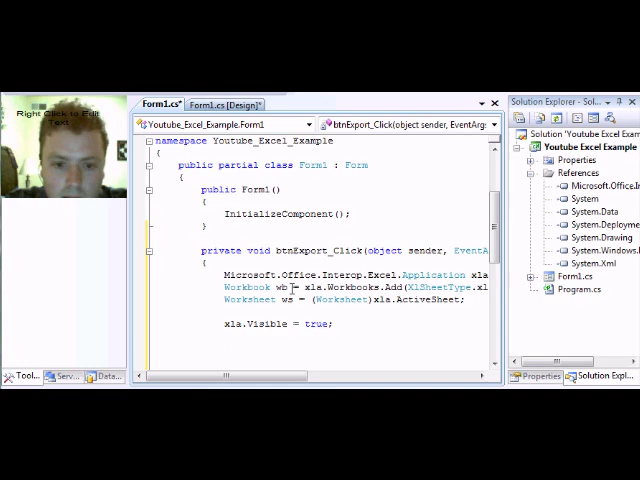 Right Click to Edit
Text
Form1.cs*
Form1.cs [Design]*
Youtube_Excel_Example.Form1
btnExport_Click(object sender, EventArgs
namespace Youtube_Excel_Example
{
public partial class Form1 : Form
{
public Form1()
{
InitializeComponent();
}
private void btnExport_Click(object sender, EventA
{
Microsoft.Office.Interop.Excel.Application xla
Workbook wb = xla.Workbooks.Add(XlSheetType.xl
Worksheet ws = (Worksheet)xla.ActiveSheet;
xla.Visible = true;
Solution Explorer - Sol...
Solution 'Youtube Excel Exa
Youtube Excel Example
Properties
References
Microsoft.Office.In
System
System.Data
System.Deployme
System.Drawing
System.Windows
System.Xml
Form1.cs
Program.cs
Tool...
Serv...
Data...
Properties
Solution Expl...